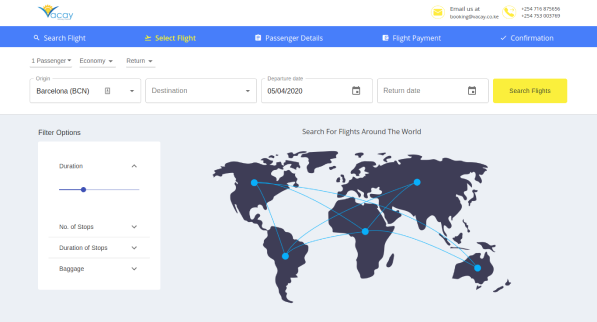 Vacay
Email us at
booking@vacay.co.ke
+254 716 875656
+254 753 003769
Search Flight
Select Flight
Passenger Details
Flight Payment
Confirmation
1 Passenger
Economy
Return
Origin
Barcelona (BCN)
Destination
Departure date
05/04/2020
Return date
Search Flights
Filter Options
Search For Flights Around The World
Duration
No. of Stops
Duration of Stops
Baggage